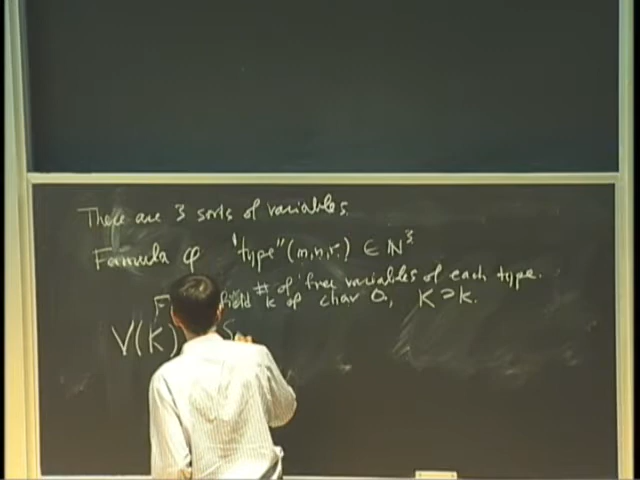 There are 3 sorts of variables.
Formula φ "type" (m,n,r) ∈ ℕ³
# of free variables of each type.
field k of char 0, K ⊃ k.
V(K)